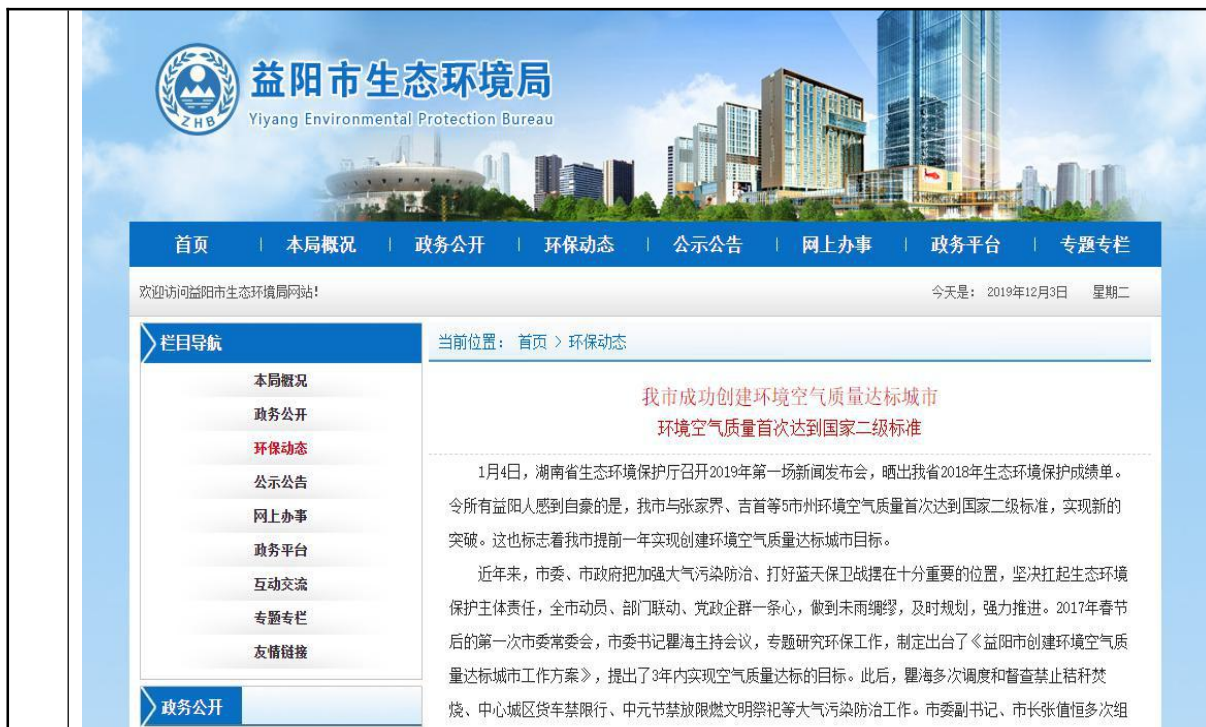 益阳市生态环境局
Yiyang Environmental Protection Bureau
ZHB
首页 | 本局概况 | 政务公开 | 环保动态 | 公示公告 | 网上办事 | 政务平台 | 专题专栏
欢迎访问益阳市生态环境局网站! 今天是: 2019年12月3日 星期二
栏目导航
本局概况
政务公开
环保动态
公示公告
网上办事
政务平台
互动交流
专题专栏
友情链接
政务公开
当前位置: 首页 > 环保动态
我市成功创建环境空气质量达标城市
环境空气质量首次达到国家二级标准
1月4日，湖南省生态环境保护厅召开2019年第一场新闻发布会，晒出我省2018年生态环境保护成绩单。
令所有益阳人感到自豪的是，我市与张家界、吉首等5市州环境空气质量首次达到国家二级标准，实现新的
突破。这也标志着我市提前一年实现创建环境空气质量达标城市目标。
近年来，市委、市政府把加强大气污染防治、打好蓝天保卫战摆在十分重要的位置，坚决扛起生态环境
保护主体责任，全市动员、部门联动、党政企群一条心，做到未雨绸缪，及时规划，强力推进。2017年春节
后的第一次市委常委会，市委书记瞿海主持会议，专题研究环保工作，制定出台了《益阳市创建环境空气质
量达标城市工作方案》，提出了3年内实现空气质量达标的目标。此后，瞿海多次调度和督查禁止秸秆焚
烧、中心城区货车禁限行、中元节禁放限燃文明祭祀等大气污染防治工作。市委副书记、市长张值恒多次组